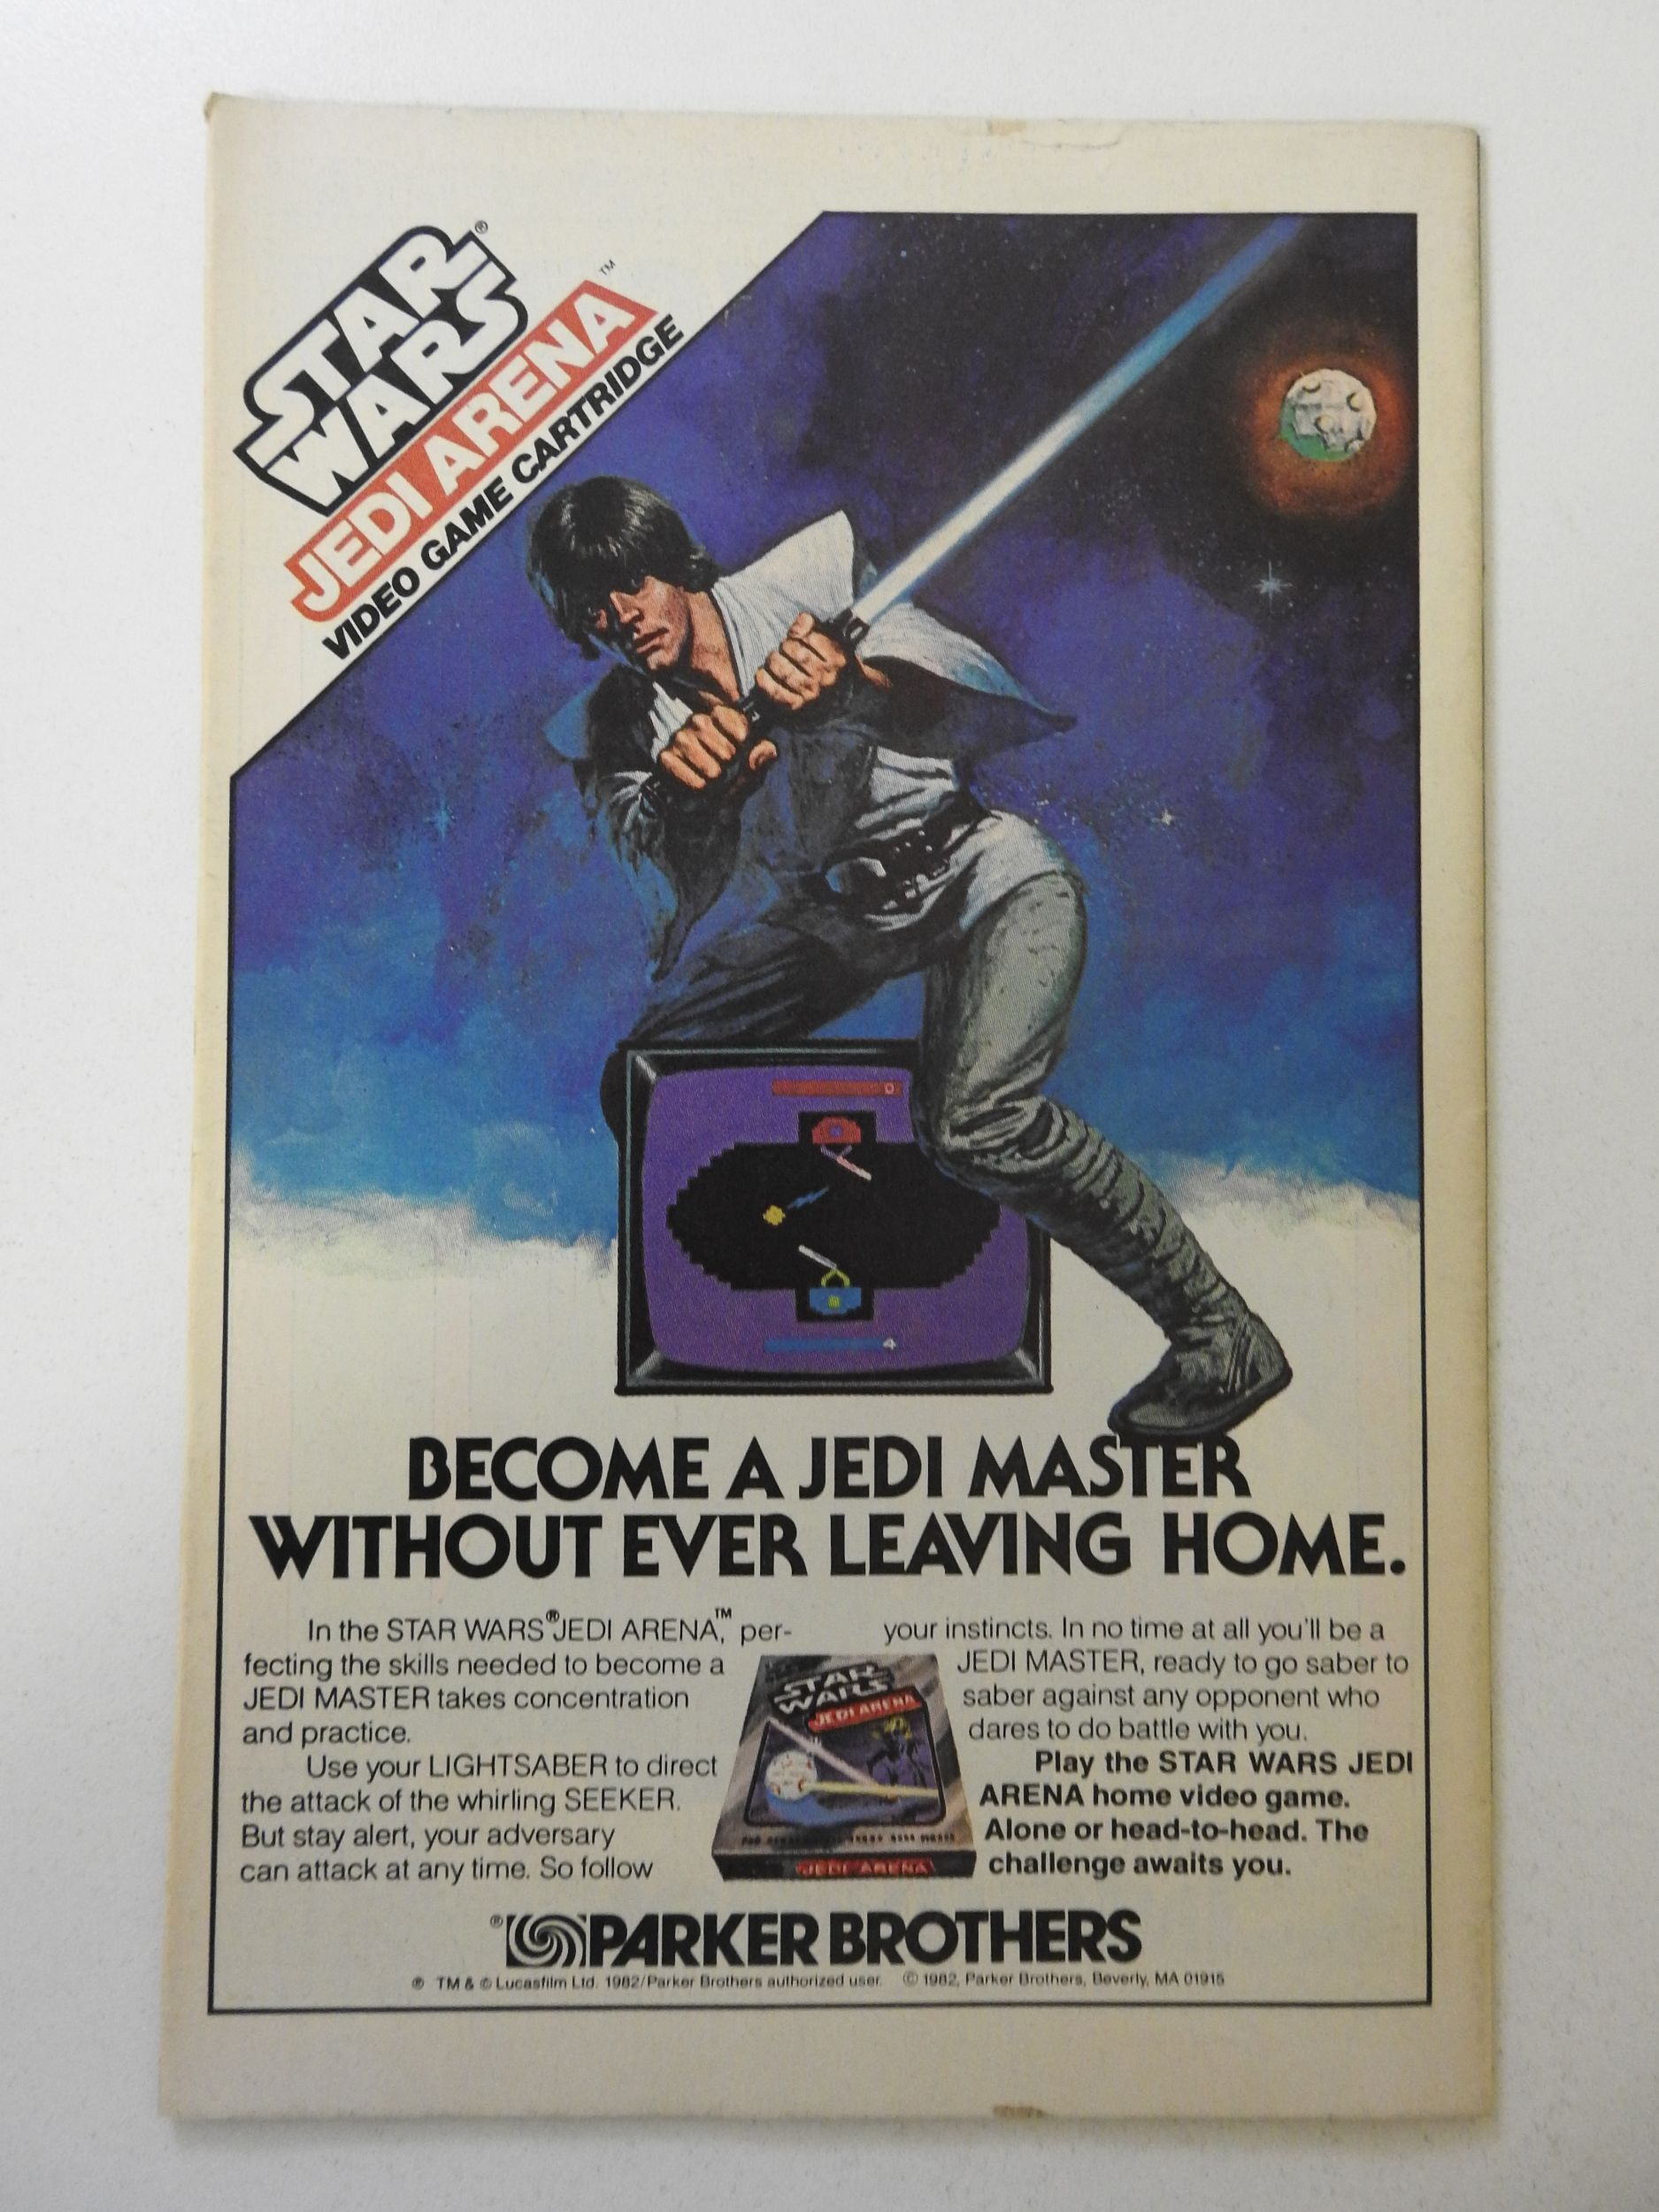 STAR
WARS®
JEDI ARENA™
VIDEO GAME CARTRIDGE
0
4
BECOME A JEDI MASTER
WITHOUT EVER LEAVING HOME.
In the STAR WARS® JEDI ARENA,™ per-
fecting the skills needed to become a
JEDI MASTER takes concentration
and practice.
Use your LIGHTSABER to direct
the attack of the whirling SEEKER.
But stay alert, your adversary
can attack at any time. So follow
STAR
WARS
JEDI ARENA
JEDI ARENA
your instincts. In no time at all you'll be a
JEDI MASTER, ready to go saber to
saber against any opponent who
dares to do battle with you.
Play the STAR WARS JEDI
ARENA home video game.
Alone or head-to-head. The
challenge awaits you.
® PARKER BROTHERS
® TM & © Lucasfilm Ltd. 1982/Parker Brothers authorized user. © 1982, Parker Brothers, Beverly, MA 01915